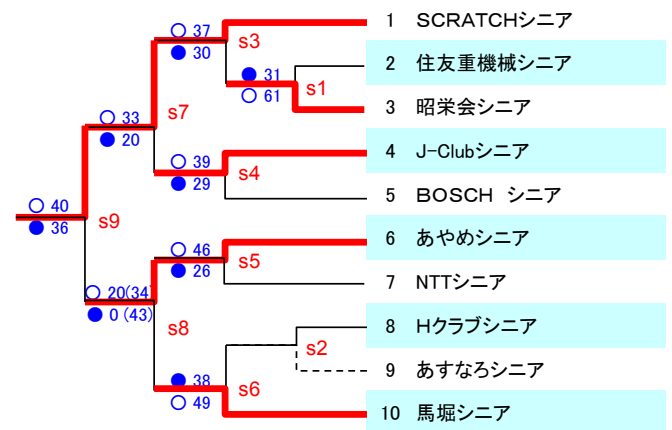 1 SCRATCHシニア
2 住友重機械シニア
3 昭栄会シニア
4 J-Clubシニア
5 BOSCH シニア
6 あやめシニア
7 NTTシニア
8 Hクラブシニア
9 あすなろシニア
10 馬堀シニア
○ 37
● 30
s3
● 31
○ 61
s1
○ 33
● 20
s7
○ 39
● 29
s4
○ 40
● 36
s9
○ 46
● 26
s5
○ 20(34)
● 0 (43)
s8
s2
● 38
○ 49
s6